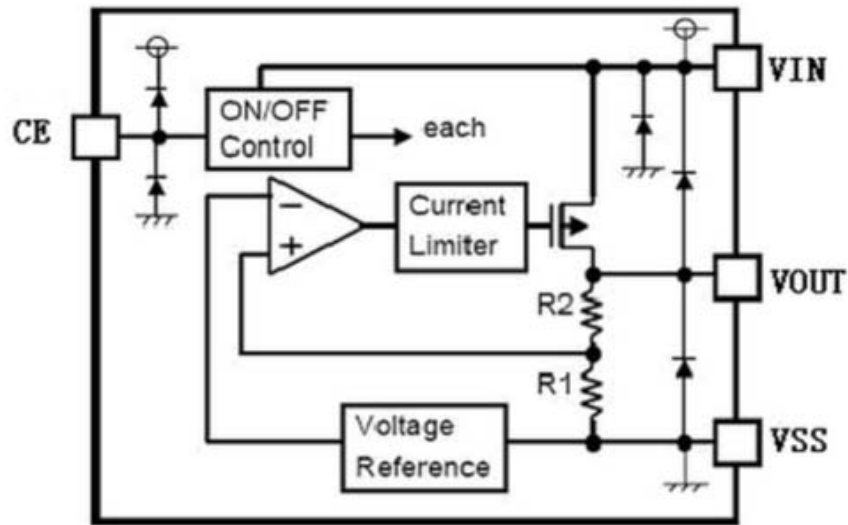 VIN
CE
ON/OFF
Control
each
−
+
Current
Limiter
VOUT
R2
R1
Voltage
Reference
VSS